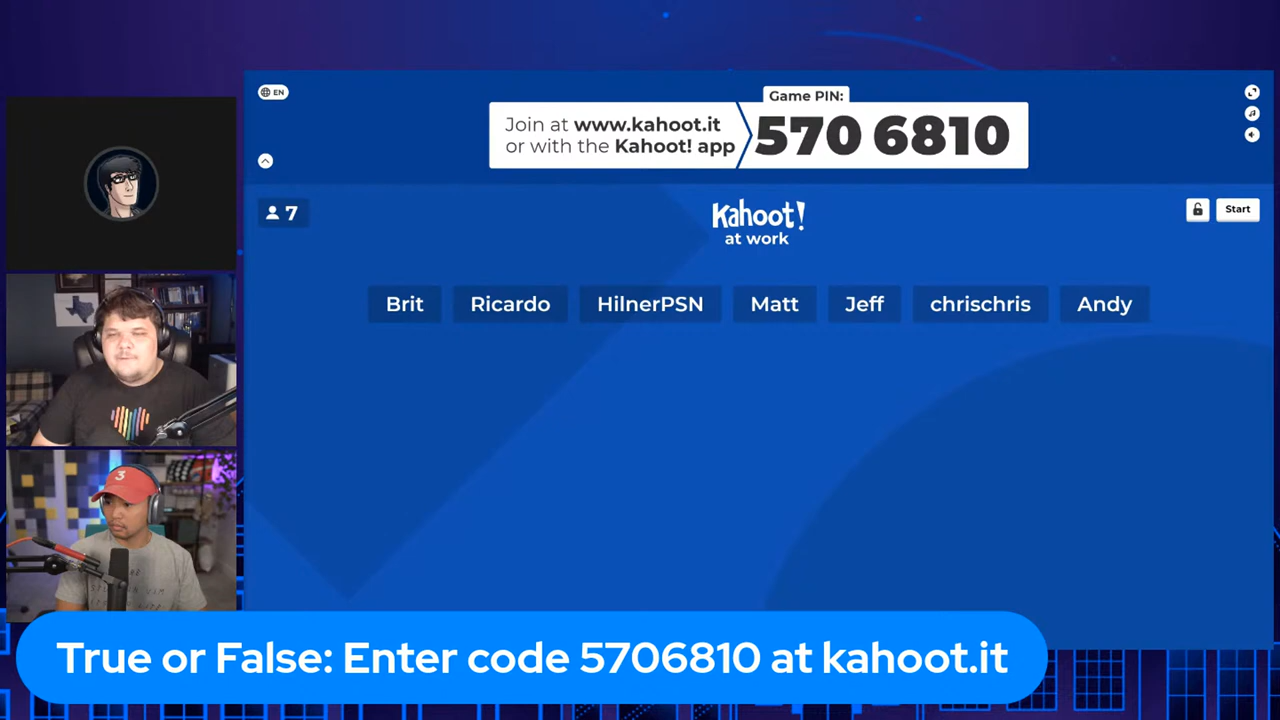 EN
Game PIN:
Join at www.kahoot.it
or with the Kahoot! app
570 6810
7
Kahoot!
at work
Start
Brit Ricardo HilnerPSN Matt Jeff chrischris Andy
3
True or False: Enter code 5706810 at kahoot.it